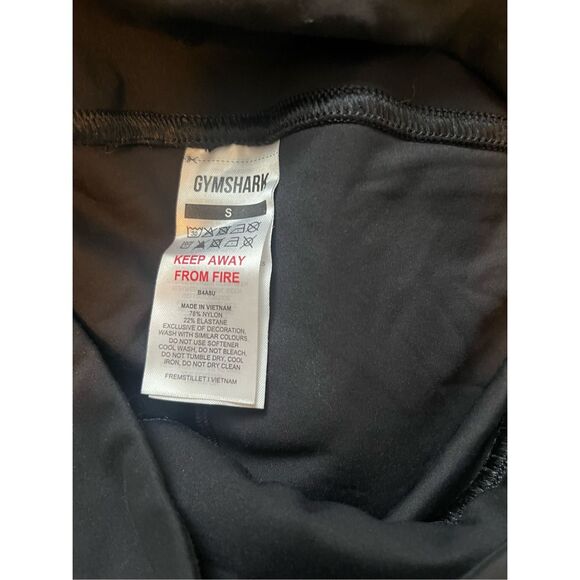 GYMSHARK
S
KEEP AWAY
FROM FIRE
B4A8U
MADE IN VIETNAM
78% NYLON
22% ELASTANE
EXCLUSIVE OF DECORATION,
WASH WITH SIMILAR COLOURS,
DO NOT USE SOFTENER
COOL WASH, DO NOT BLEACH,
DO NOT TUMBLE DRY, COOL
IRON, DO NOT DRY CLEAN
FREMSTILLET I VIETNAM